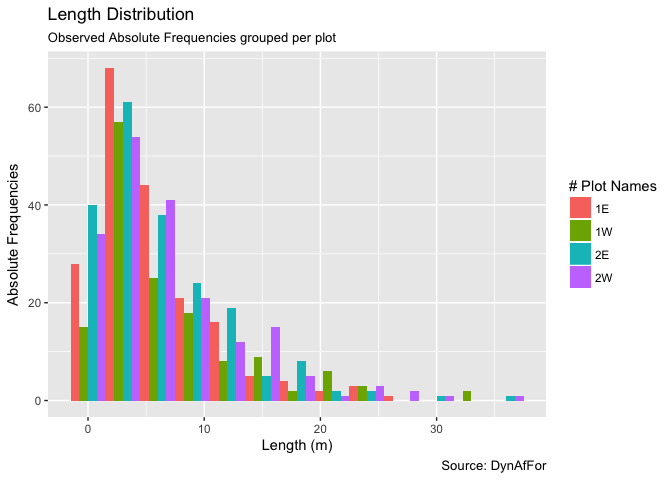 Length Distribution
Observed Absolute Frequencies grouped per plot
Absolute Frequencies
60
40
20
0
0 10 20 30
Length (m)
# Plot Names
1E
1W
2E
2W
Source: DynAfFor